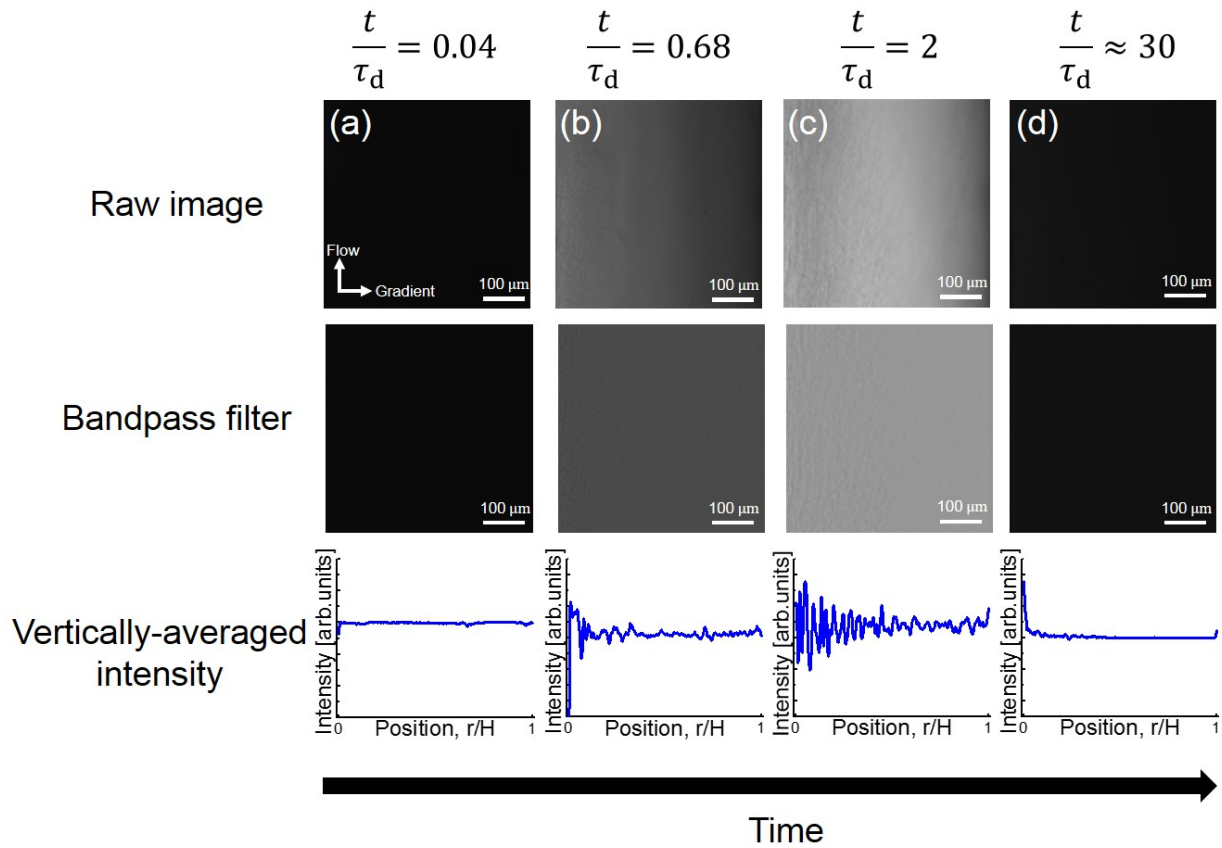 t/τd = 0.04
t/τd = 0.68
t/τd = 2
t/τd ≈ 30
Raw image
(a)
(b)
(c)
(d)
Flow
Gradient
100 μm
100 μm
100 μm
100 μm
Bandpass filter
100 μm
100 μm
100 μm
100 μm
Vertically-averaged
intensity
Intensity [arb.units]
Intensity [arb.units]
Intensity [arb.units]
Intensity [arb.units]
0 Position, r/H 1
0 Position, r/H 1
0 Position, r/H 1
0 Position, r/H 1
Time